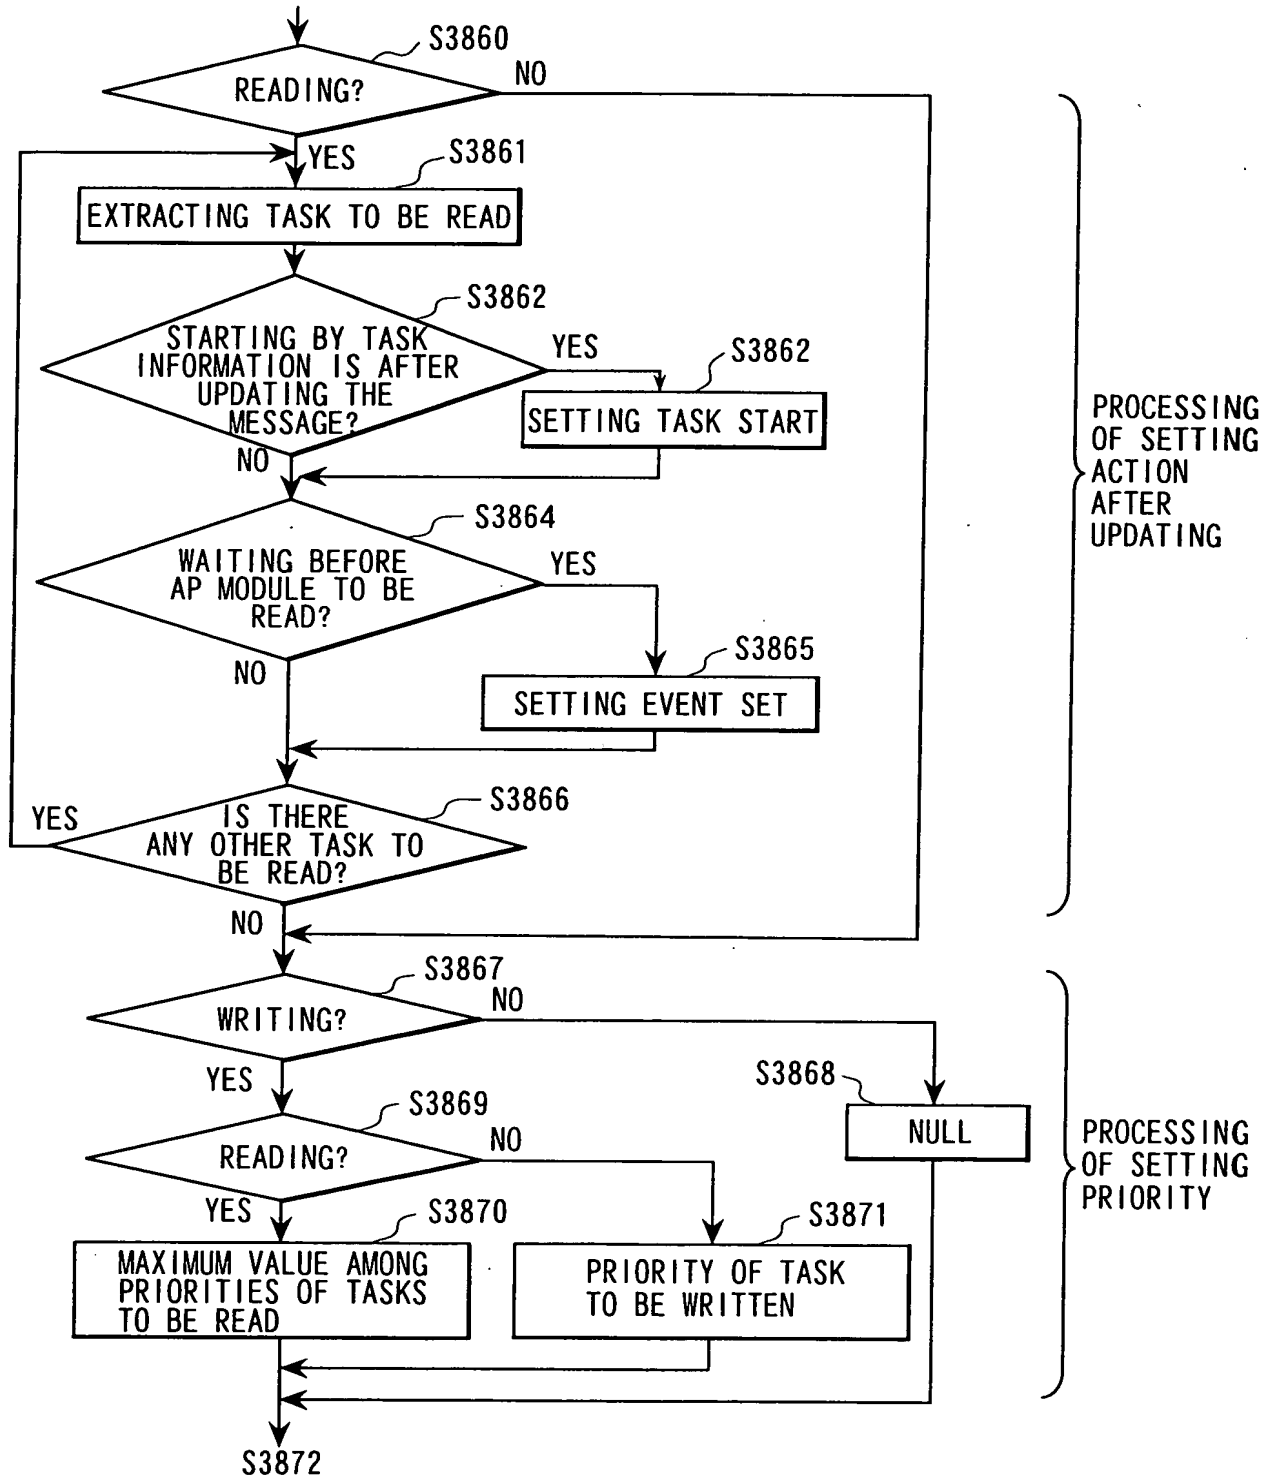 S3860
READING?
NO
YES
S3861
EXTRACTING TASK TO BE READ
S3862
STARTING BY TASK
INFORMATION IS AFTER
UPDATING THE
MESSAGE?
YES
S3862
SETTING TASK START
NO
PROCESSING
OF SETTING
ACTION
AFTER
UPDATING
S3864
WAITING BEFORE
AP MODULE TO BE
READ?
YES
NO
S3865
SETTING EVENT SET
S3866
YES
IS THERE
ANY OTHER TASK TO
BE READ?
NO
S3867
WRITING?
NO
YES
S3868
NULL
S3869
READING?
NO
YES
PROCESSING
OF SETTING
PRIORITY
S3870
MAXIMUM VALUE AMONG
PRIORITIES OF TASKS
TO BE READ
S3871
PRIORITY OF TASK
TO BE WRITTEN
S3872